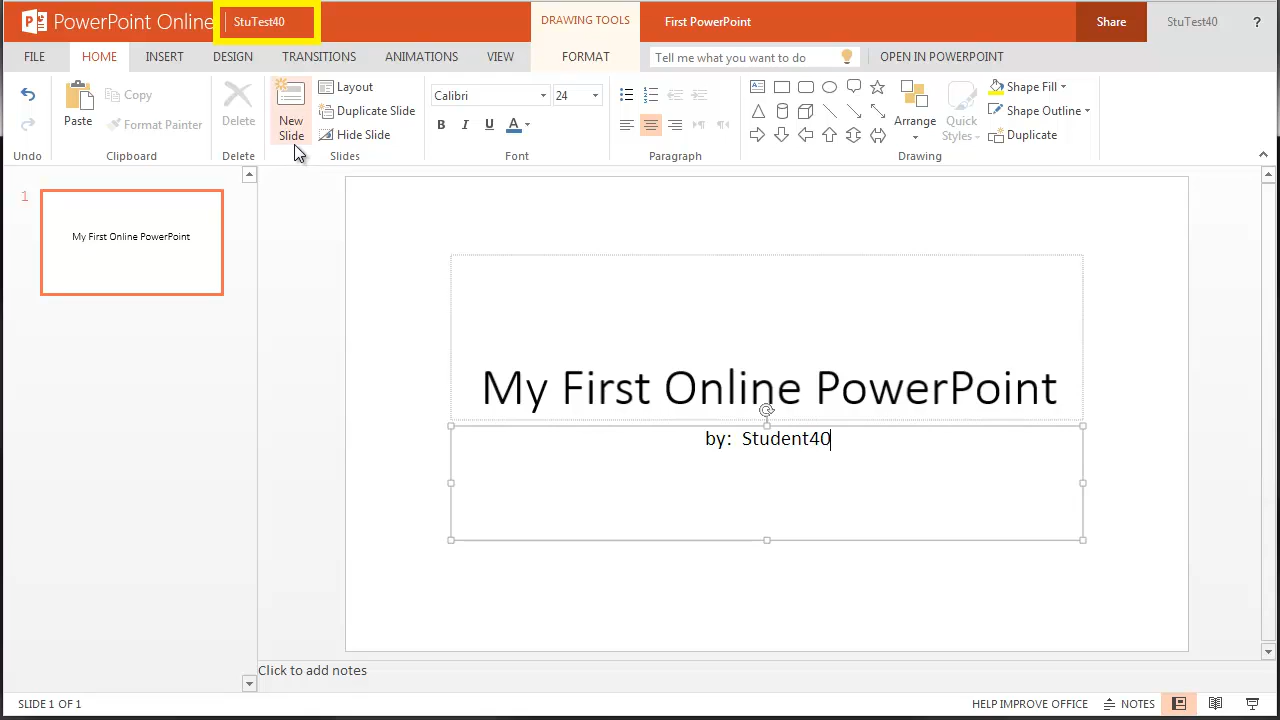 PowerPoint Online StuTest40 DRAWING TOOLS First PowerPoint Share StuTest40 ?
FILE HOME INSERT DESIGN TRANSITIONS ANIMATIONS VIEW FORMAT Tell me what you want to do OPEN IN POWERPOINT
Layout
Copy
Duplicate Slide
Calibri 24
Paste Delete New Slide Arrange Quick Styles
Format Painter
Hide Slide
B I U A
Shape Fill
Shape Outline
Duplicate
Undo Clipboard Delete Slides Font Paragraph Drawing
1
My First Online PowerPoint
My First Online PowerPoint
by: Student40
Click to add notes
SLIDE 1 OF 1 HELP IMPROVE OFFICE NOTES